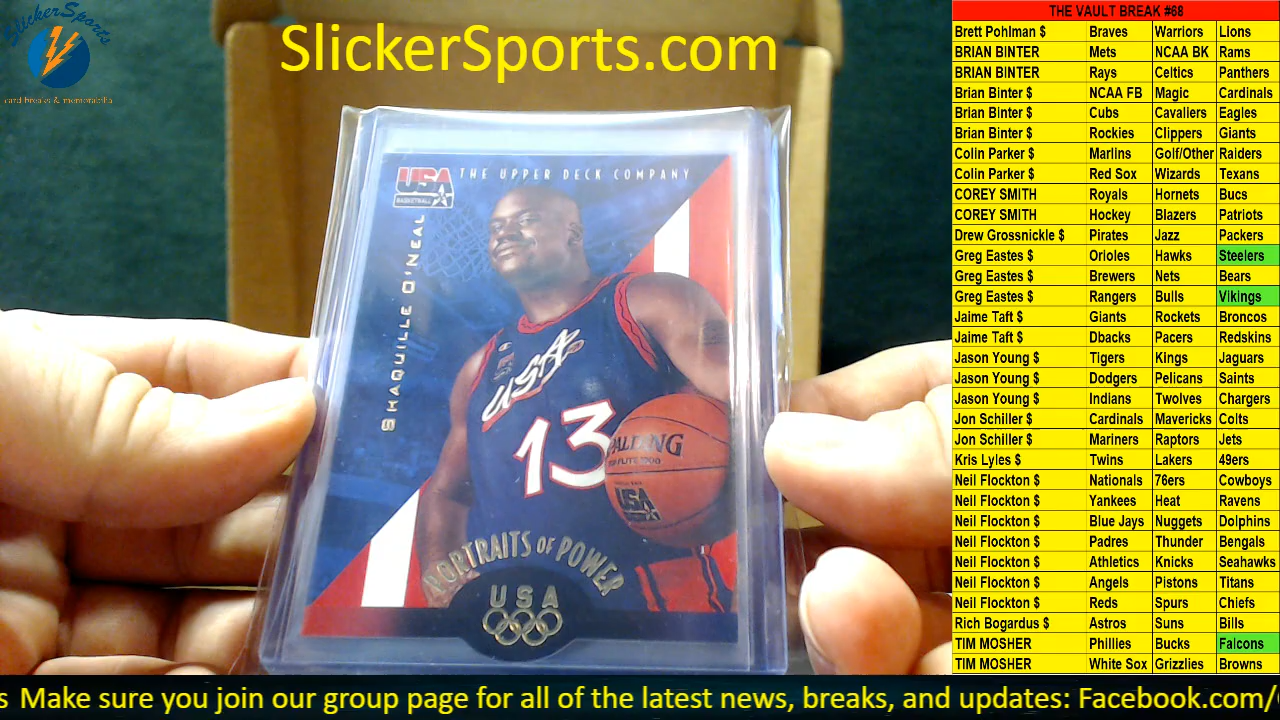 SlickerSports
card breaks & memorabilia
SlickerSports.com
USA
BASKETBALL
THE UPPER DECK COMPANY
SHAQUILLE O'NEAL
USA
13
SPALDING
USA
PORTRAITS OF POWER
USA
THE VAULT BREAK #68
Brett Pohlman $ Braves Warriors Lions
BRIAN BINTER Mets NCAA BK Rams
BRIAN BINTER Rays Celtics Panthers
Brian Binter $ NCAA FB Magic Cardinals
Brian Binter $ Cubs Cavaliers Eagles
Brian Binter $ Rockies Clippers Giants
Colin Parker $ Marlins Golf/Other Raiders
Colin Parker $ Red Sox Wizards Texans
COREY SMITH Royals Hornets Bucs
COREY SMITH Hockey Blazers Patriots
Drew Grossnickle $ Pirates Jazz Packers
Greg Eastes $ Orioles Hawks Steelers
Greg Eastes $ Brewers Nets Bears
Greg Eastes $ Rangers Bulls Vikings
Jaime Taft $ Giants Rockets Broncos
Jaime Taft $ Dbacks Pacers Redskins
Jason Young $ Tigers Kings Jaguars
Jason Young $ Dodgers Pelicans Saints
Jason Young $ Indians Twolves Chargers
Jon Schiller $ Cardinals Mavericks Colts
Jon Schiller $ Mariners Raptors Jets
Kris Lyles $ Twins Lakers 49ers
Neil Flockton $ Nationals 76ers Cowboys
Neil Flockton $ Yankees Heat Ravens
Neil Flockton $ Blue Jays Nuggets Dolphins
Neil Flockton $ Padres Thunder Bengals
Neil Flockton $ Athletics Knicks Seahawks
Neil Flockton $ Angels Pistons Titans
Neil Flockton $ Reds Spurs Chiefs
Rich Bogardus $ Astros Suns Bills
TIM MOSHER Phillies Bucks Falcons
TIM MOSHER White Sox Grizzlies Browns
s Make sure you join our group page for all of the latest news, breaks, and updates: Facebook.com/